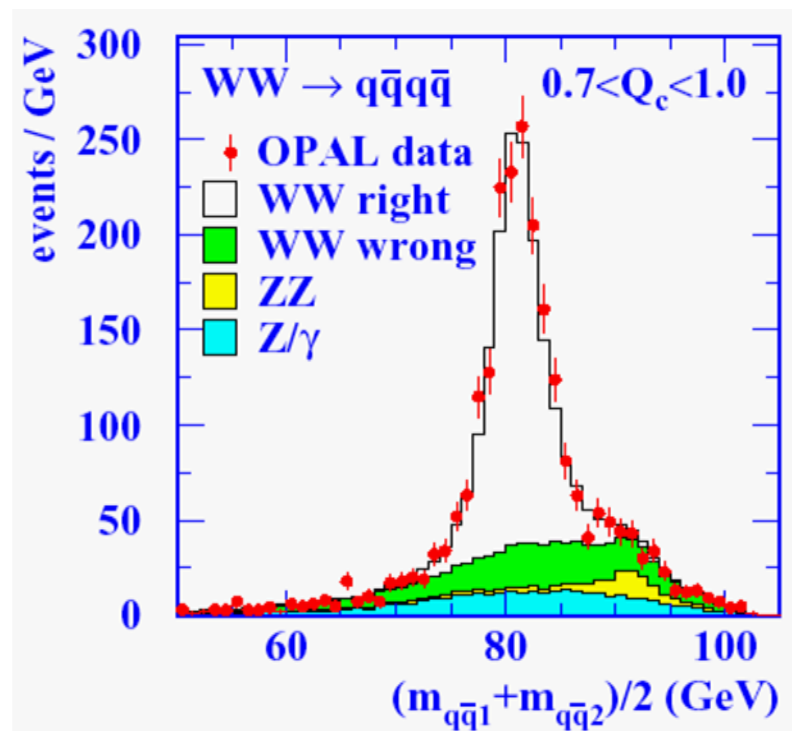 300
250
200
150
100
50
0
events / GeV
WW → qq̄qq̄
0.7<Q_c<1.0
OPAL data
WW right
WW wrong
ZZ
Z/γ
60
80
100
(m_qq̄1+m_qq̄2)/2 (GeV)